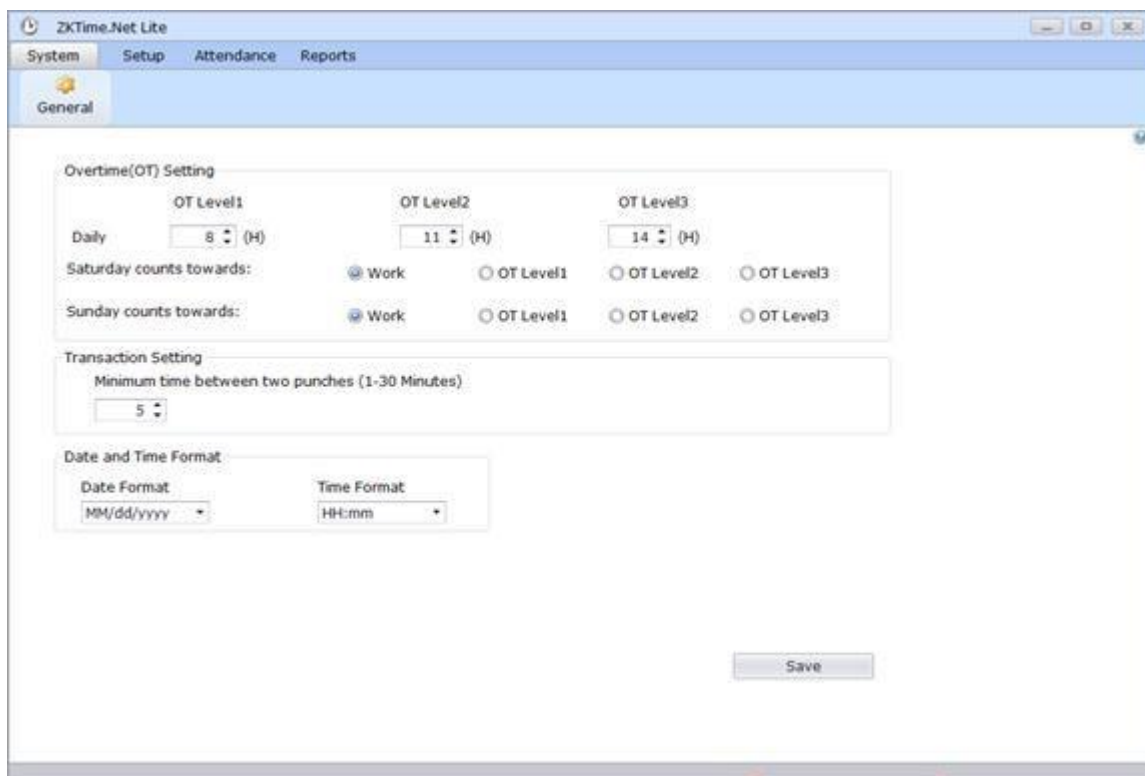 ZKTime.Net Lite
System Setup Attendance Reports
General
Overtime(OT) Setting
OT Level1 OT Level2 OT Level3
Daily 8 (H) 11 (H) 14 (H)
Saturday counts towards: Work OT Level1 OT Level2 OT Level3
Sunday counts towards: Work OT Level1 OT Level2 OT Level3
Transaction Setting
Minimum time between two punches (1-30 Minutes)
5
Date and Time Format
Date Format Time Format
MM/dd/yyyy HH:mm
Save